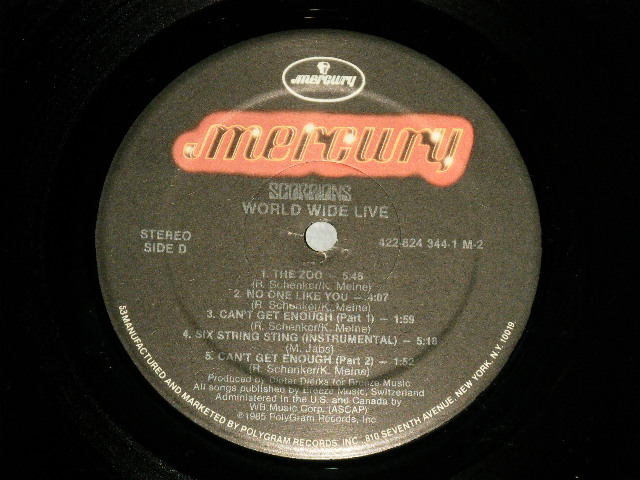 mercury
mercury
SCORPIONS
WORLD WIDE LIVE
STEREO
SIDE D
422-824 344-1 M-2
1. THE ZOO — 5:46
(R. Schenker/K. Meine)
2. NO ONE LIKE YOU — 4:07
(R. Schenker/K. Meine)
3. CAN'T GET ENOUGH (Part 1) — 1:59
(R. Schenker/K. Meine)
4. SIX STRING STING (INSTRUMENTAL) — 5:18
(M. Jabs)
5. CAN'T GET ENOUGH (Part 2) — 1:52
(R. Schenker/K. Meine)
Produced by Dieter Dierks for Breeze Music
All songs published by Breeze Music, Switzerland
Administered in the U.S. and Canada by
WB Music Corp. (ASCAP)
©1985 PolyGram Records, Inc
53 MANUFACTURED AND MARKETED BY POLYGRAM RECORDS, INC., 810 SEVENTH AVENUE, NEW YORK, N.Y. 10019